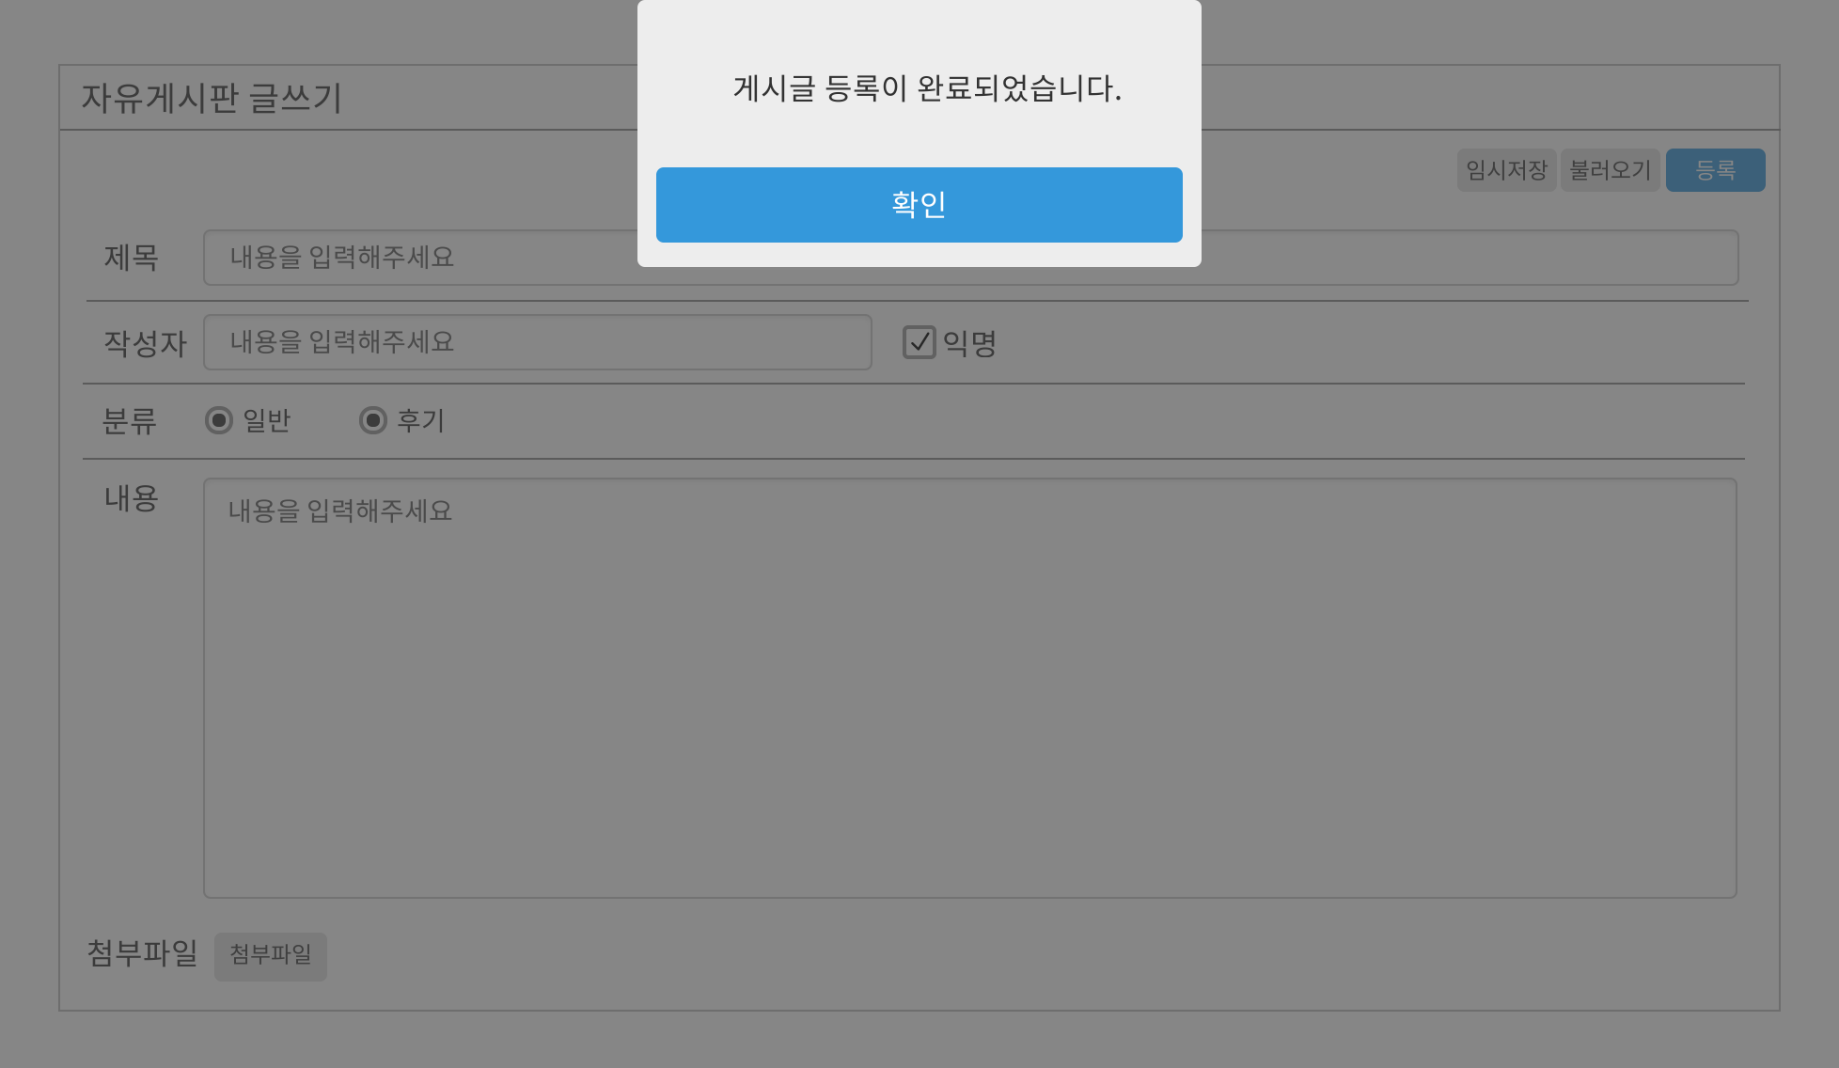 게시글 등록이 완료되었습니다.
확인
자유게시판 글쓰기
임시저장 불러오기 등록
제목 내용을 입력해주세요
작성자 내용을 입력해주세요 익명
분류 일반 후기
내용 내용을 입력해주세요
첨부파일 첨부파일